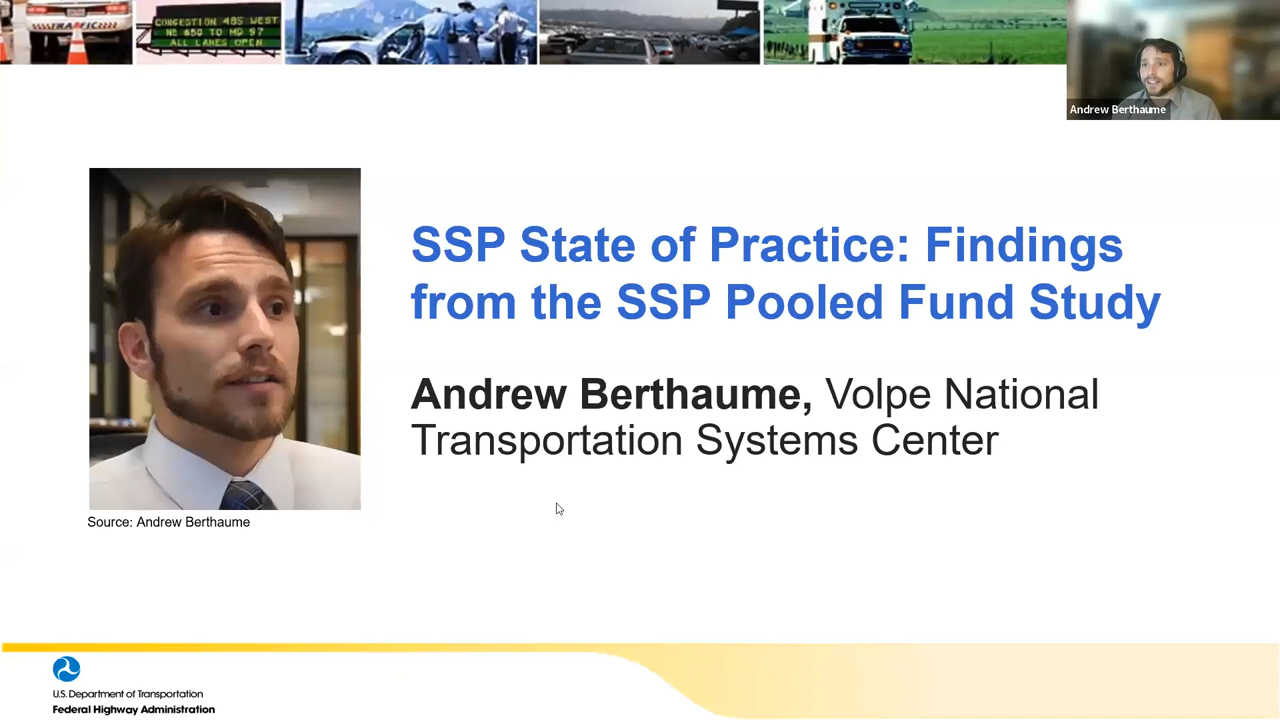 TRAFFIC
CONGESTION 495 WEST
MD 650 TO MD 97
ALL LANES OPEN
Andrew Berthaume
SSP State of Practice: Findings
from the SSP Pooled Fund Study
Andrew Berthaume, Volpe National
Transportation Systems Center
Source: Andrew Berthaume
U.S. Department of Transportation
Federal Highway Administration